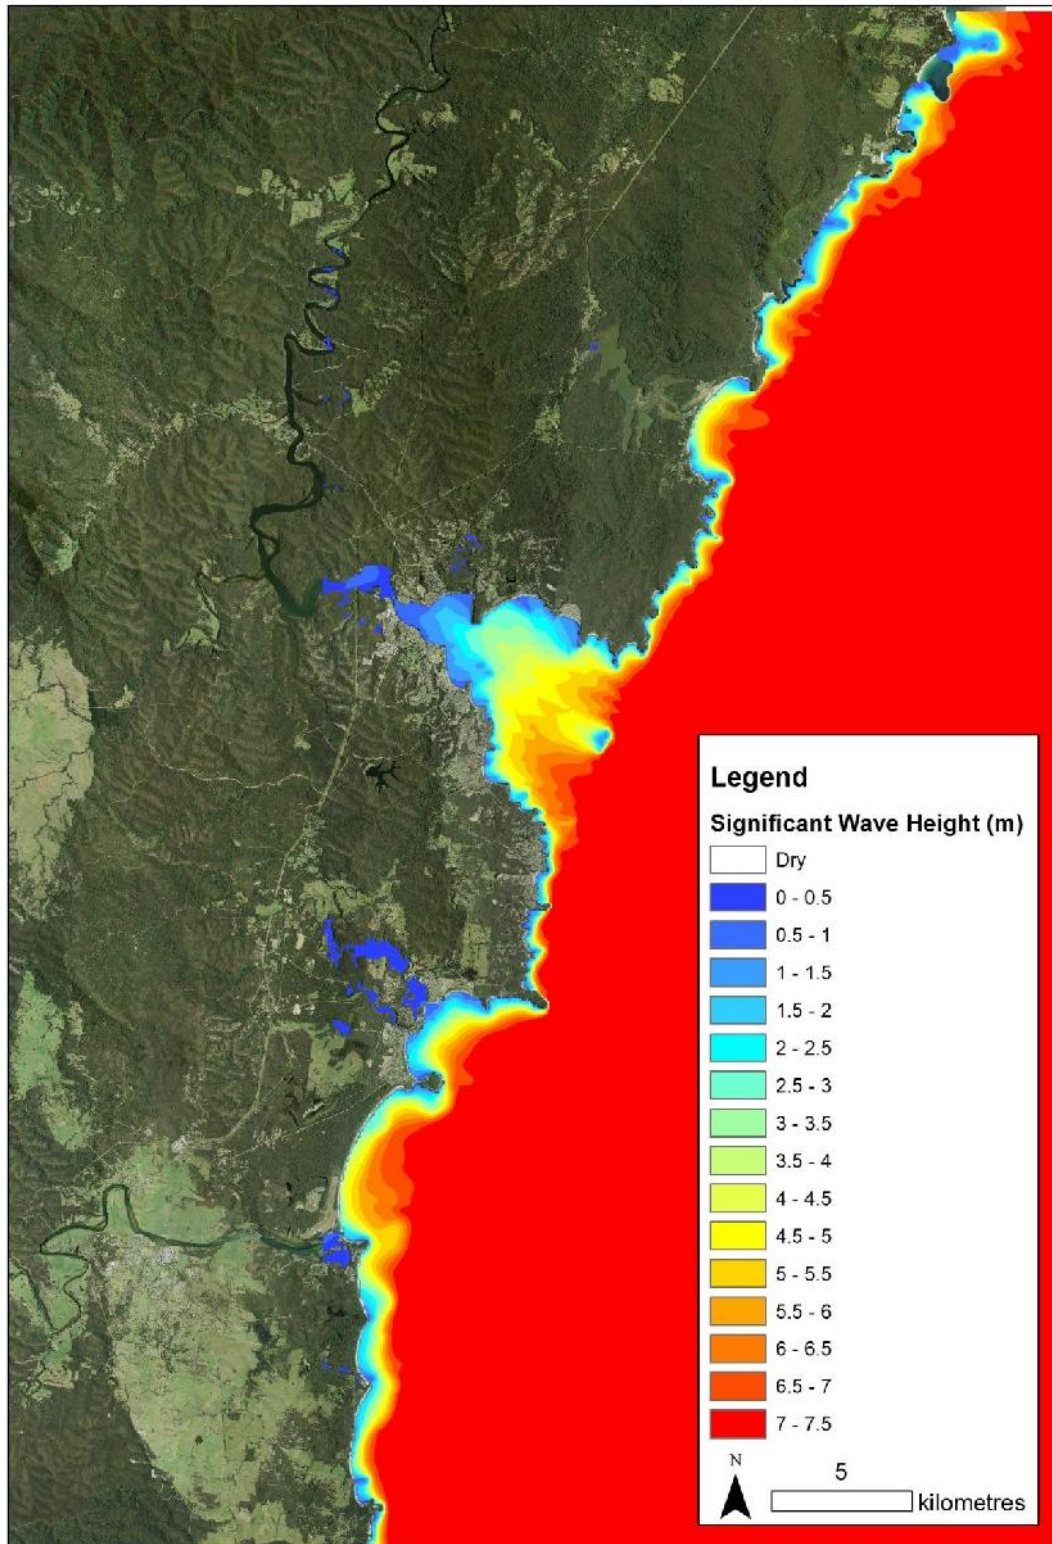 Legend
Significant Wave Height (m)
Dry
0 - 0.5
0.5 - 1
1 - 1.5
1.5 - 2
2 - 2.5
2.5 - 3
3 - 3.5
3.5 - 4
4 - 4.5
4.5 - 5
5 - 5.5
5.5 - 6
6 - 6.5
6.5 - 7
7 - 7.5
N
5
kilometres